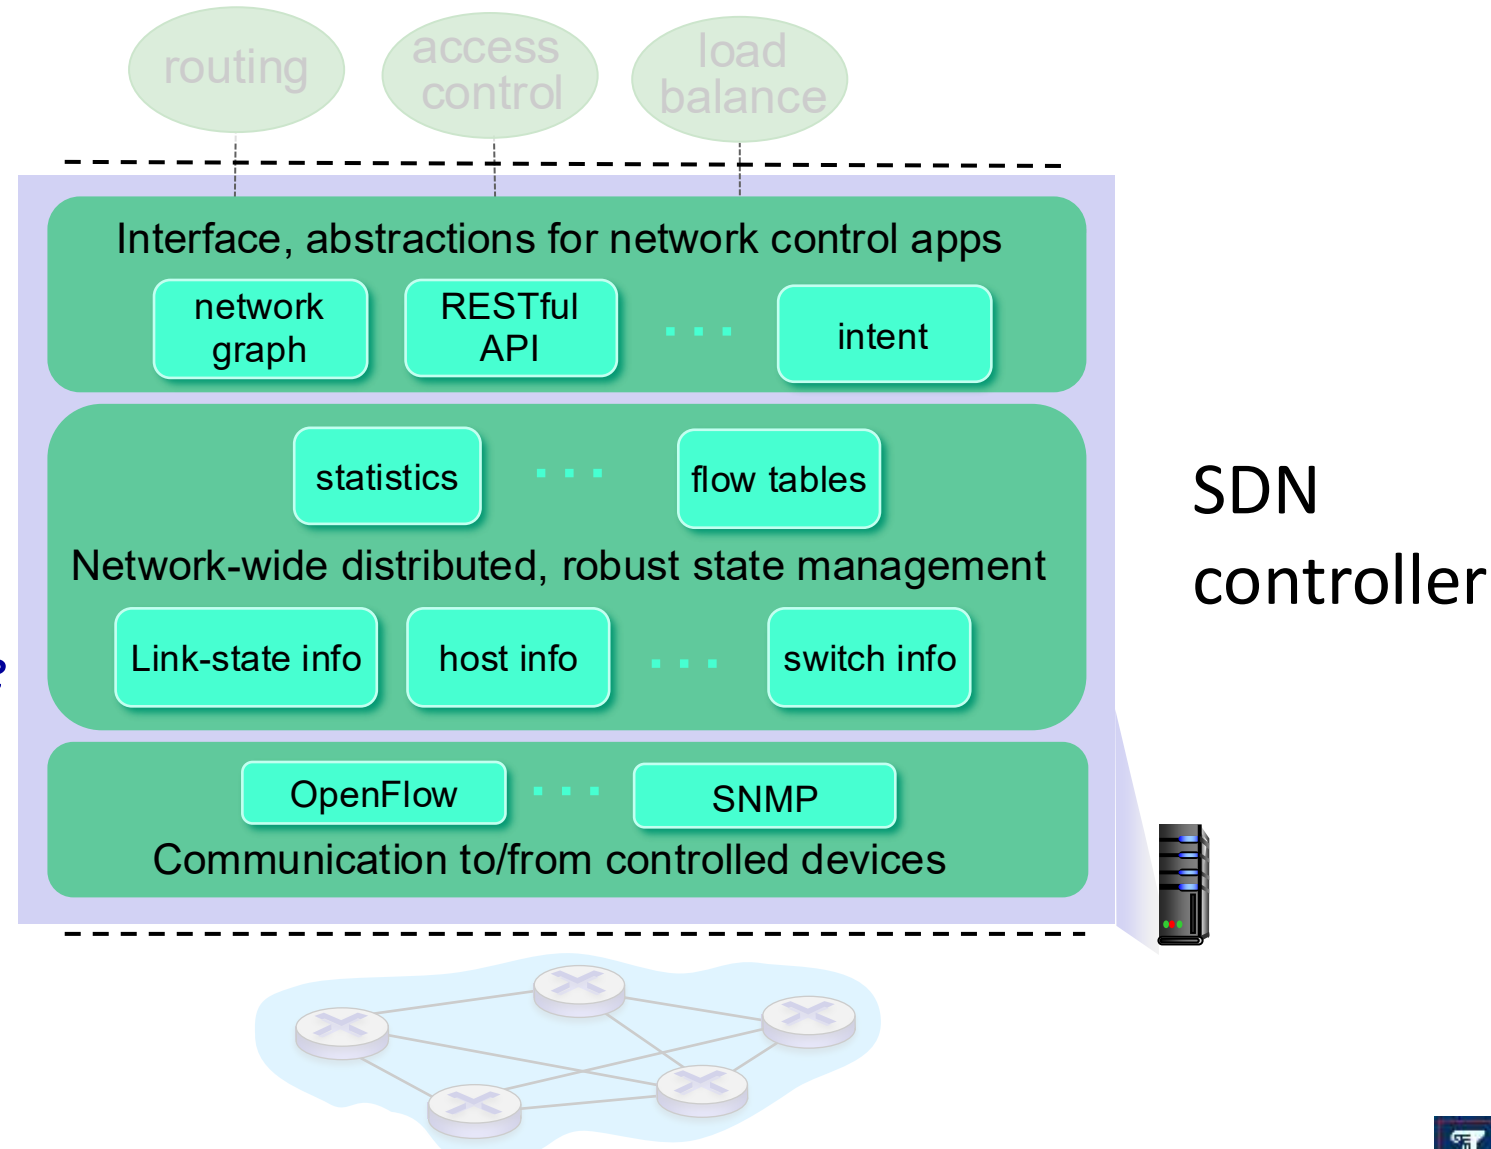 routing
access
control
load
balance
Interface, abstractions for network control apps
network
graph
RESTful
API
. . .
intent
statistics
. . .
flow tables
Network-wide distributed, robust state management
Link-state info
host info
. . .
switch info
OpenFlow
. . .
SNMP
Communication to/from controlled devices
SDN
controller